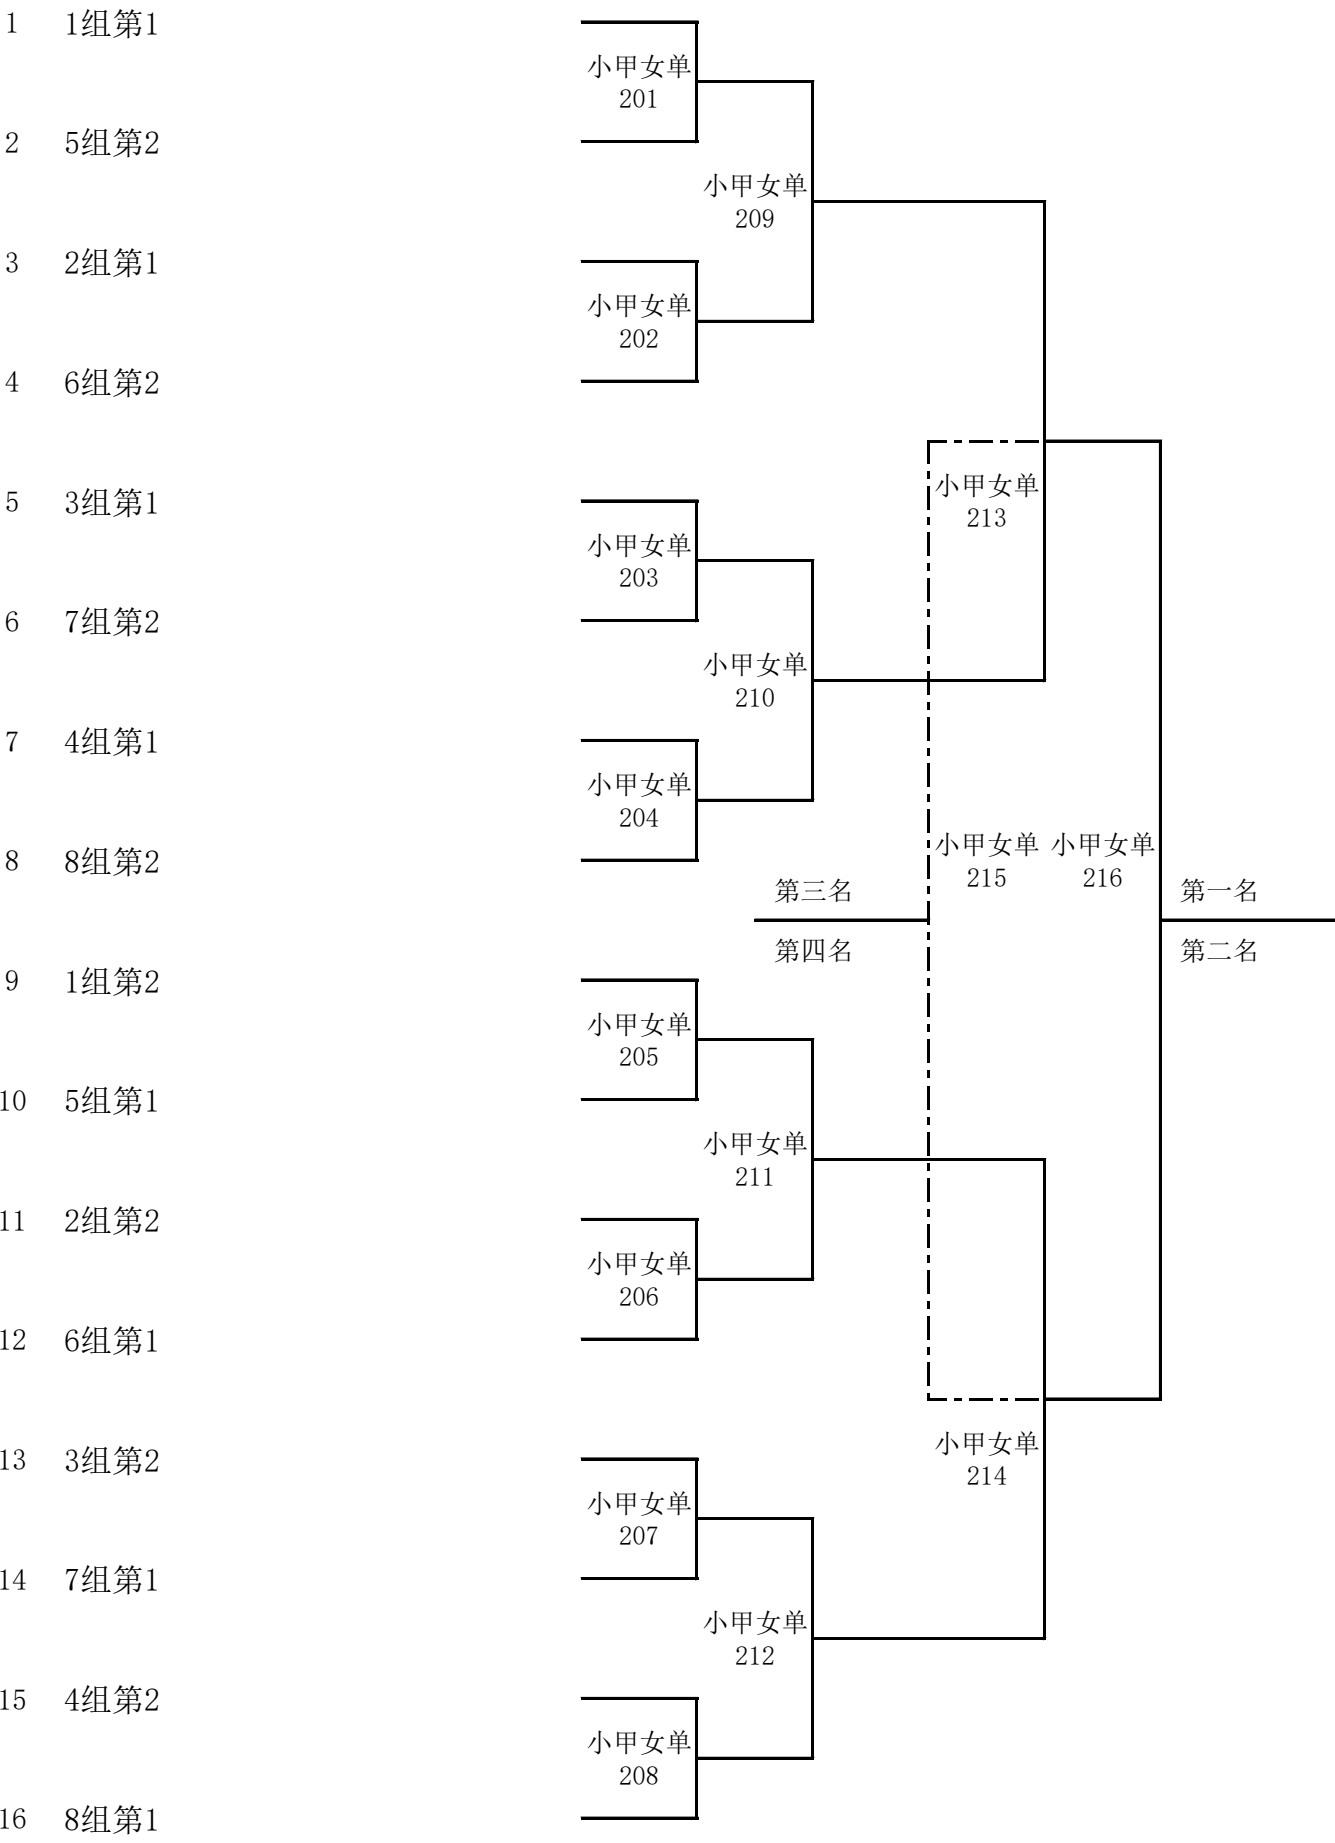 1 1组第1
小甲女单
201
2 5组第2
小甲女单
209
3 2组第1
小甲女单
202
4 6组第2
小甲女单
213
5 3组第1
小甲女单
203
6 7组第2
小甲女单
210
7 4组第1
小甲女单
204
8 8组第2
小甲女单 小甲女单
215 216
第三名 第一名
第四名 第二名
9 1组第2
小甲女单
205
10 5组第1
小甲女单
211
11 2组第2
小甲女单
206
12 6组第1
小甲女单
214
13 3组第2
小甲女单
207
14 7组第1
小甲女单
212
15 4组第2
小甲女单
208
16 8组第1